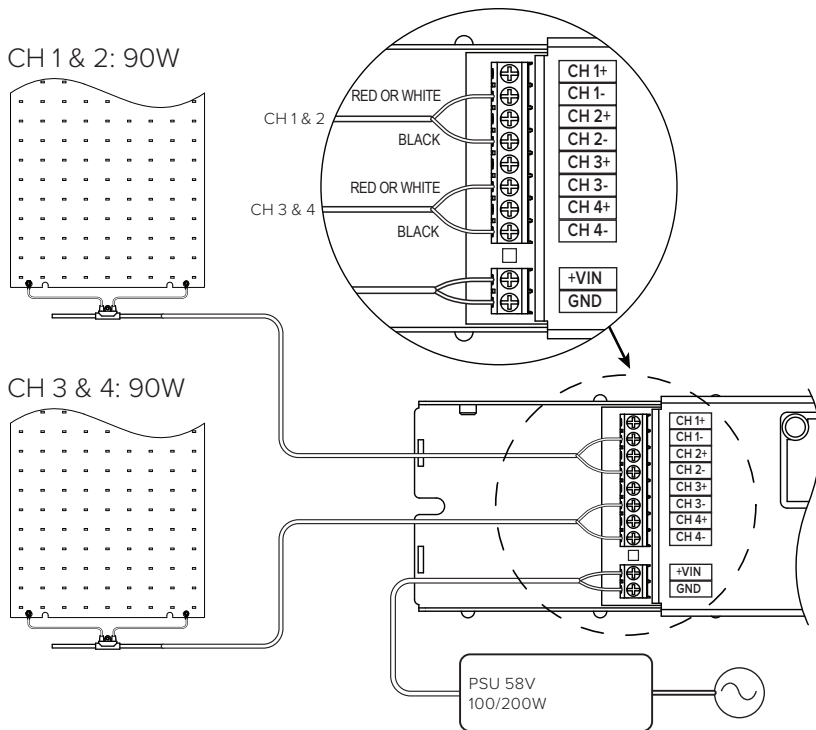 CH 1 & 2: 90W
RED OR WHITE
CH 1 & 2
BLACK
RED OR WHITE
CH 3 & 4
BLACK
CH 1+
CH 1-
CH 2+
CH 2-
CH 3+
CH 3-
CH 4+
CH 4-
+VIN
GND
CH 3 & 4: 90W
CH 1+
CH 1-
CH 2+
CH 2-
CH 3+
CH 3-
CH 4+
CH 4-
+VIN
GND
PSU 58V
100/200W